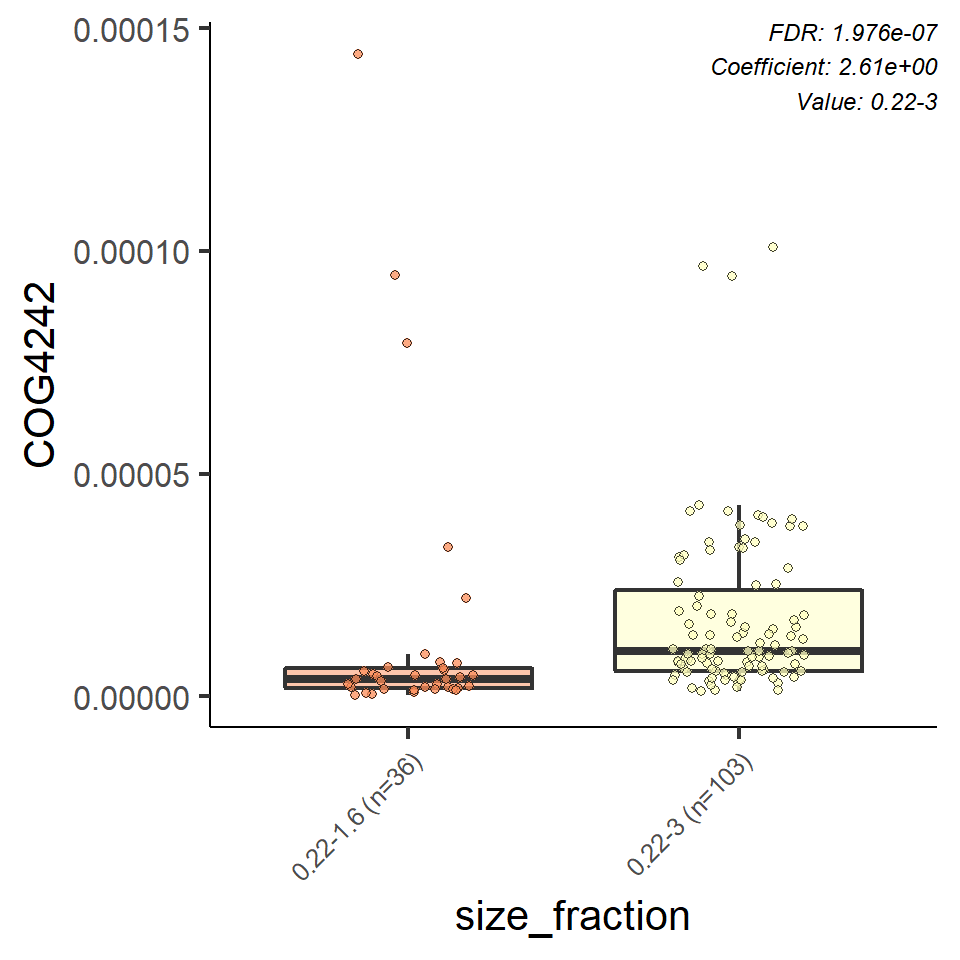 FDR: 1.976e-07
Coefficient: 2.61e+00
Value: 0.22-3
0.00015
0.00010
0.00005
0.00000
COG4242
0.22-1.6 (n=36)
0.22-3 (n=103)
size_fraction